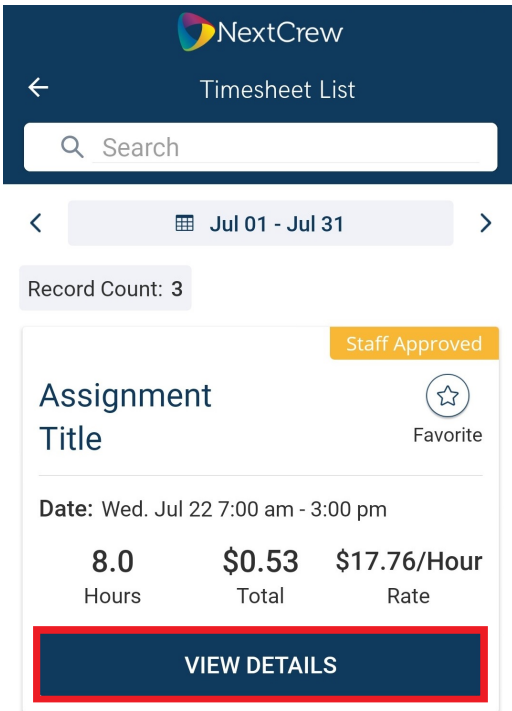 NextCrew
Timesheet List
Search
Jul 01 - Jul 31
Record Count: 3
Staff Approved
Assignment
Title
Favorite
Date: Wed. Jul 22 7:00 am - 3:00 pm
8.0 $0.53 $17.76/Hour
Hours Total Rate
VIEW DETAILS